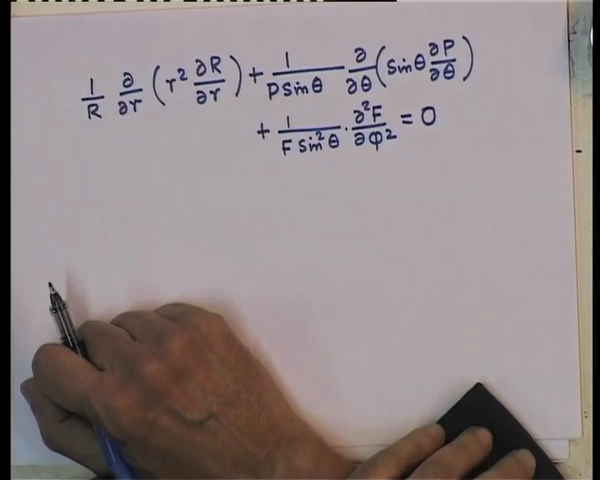 1/R ∂/∂r (r² ∂R/∂r) + 1/(P sinθ) ∂/∂θ (sinθ ∂P/∂θ)
+ 1/(F sin²θ) · ∂²F/∂φ² = 0